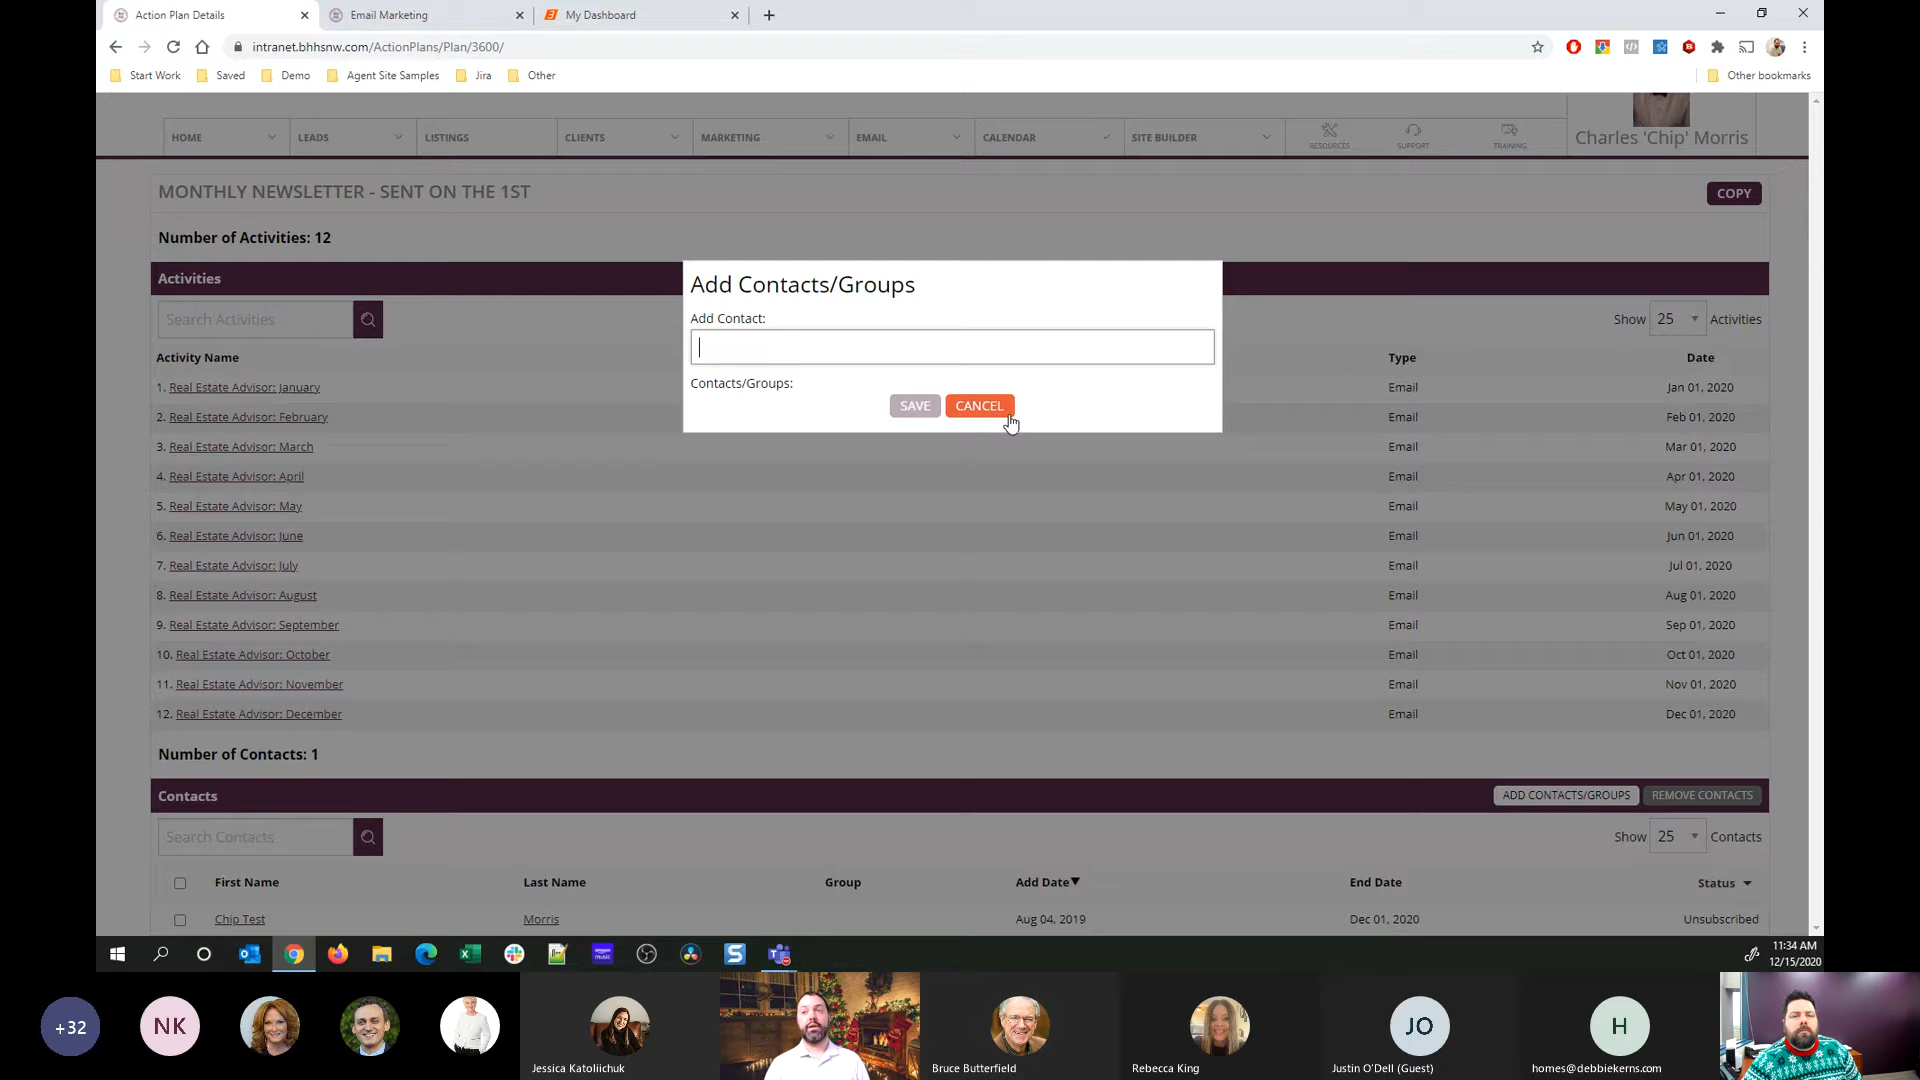 Action Plan Details
Email Marketing
My Dashboard
intranet.bhhsnw.com/ActionPlans/Plan/3600/
Start Work
Saved
Demo
Agent Site Samples
Jira
Other
Other bookmarks
HOME
LEADS
LISTINGS
CLIENTS
MARKETING
EMAIL
CALENDAR
SITE BUILDER
RESOURCES
SUPPORT
TRAINING
Charles 'Chip' Morris
MONTHLY NEWSLETTER - SENT ON THE 1ST
COPY
Number of Activities: 12
Activities
Search Activities
Show 25 Activities
Add Contacts/Groups
Add Contact:
Contacts/Groups:
SAVE
CANCEL
Activity Name Type Date
1. Real Estate Advisor: January Email Jan 01, 2020
2. Real Estate Advisor: February Email Feb 01, 2020
3. Real Estate Advisor: March Email Mar 01, 2020
4. Real Estate Advisor: April Email Apr 01, 2020
5. Real Estate Advisor: May Email May 01, 2020
6. Real Estate Advisor: June Email Jun 01, 2020
7. Real Estate Advisor: July Email Jul 01, 2020
8. Real Estate Advisor: August Email Aug 01, 2020
9. Real Estate Advisor: September Email Sep 01, 2020
10. Real Estate Advisor: October Email Oct 01, 2020
11. Real Estate Advisor: November Email Nov 01, 2020
12. Real Estate Advisor: December Email Dec 01, 2020
Number of Contacts: 1
Contacts
ADD CONTACTS/GROUPS
REMOVE CONTACTS
Search Contacts
Show 25 Contacts
First Name Last Name Group Add Date End Date Status
Chip Test Morris Aug 04, 2019 Dec 01, 2020 Unsubscribed
11:34 AM
12/15/2020
+32
NK
JO
H
Jessica Katoliichuk
Bruce Butterfield
Rebecca King
Justin O'Dell (Guest)
homes@debbiekerns.com